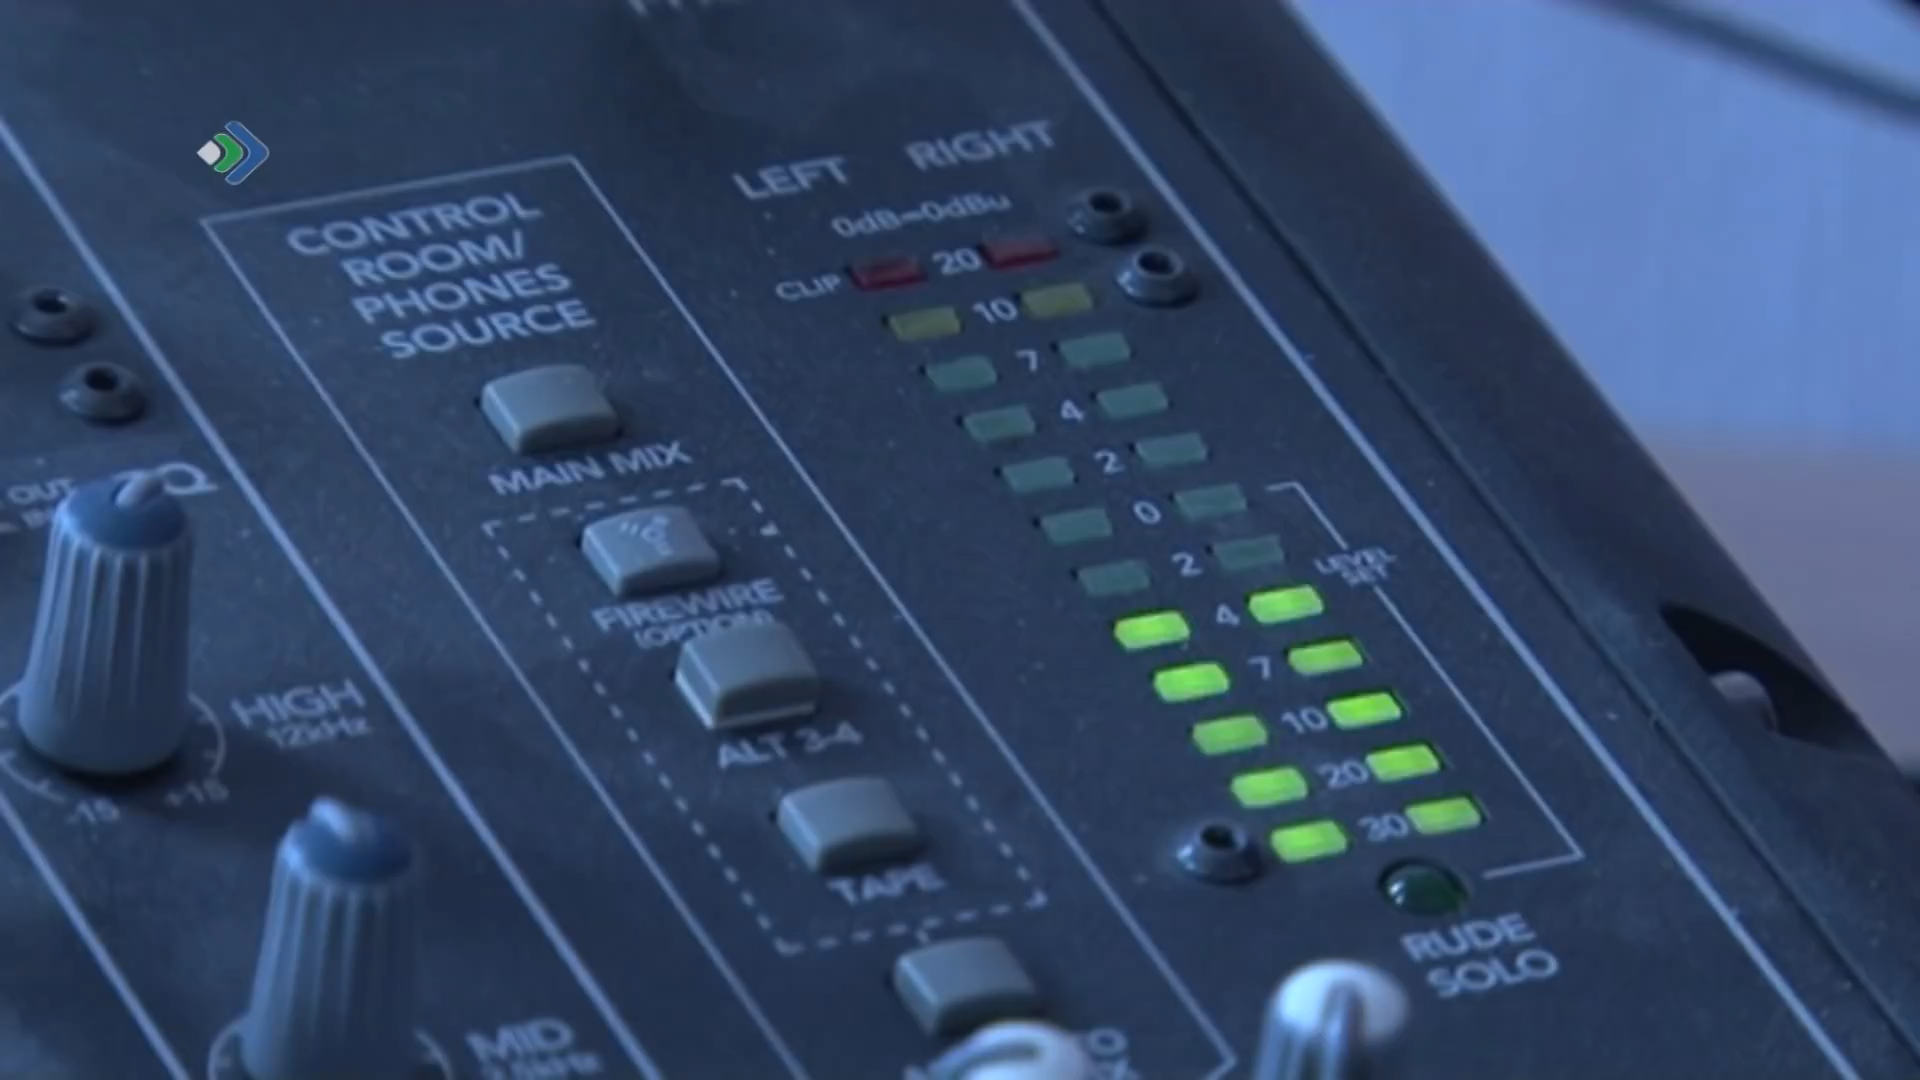 LEFT RIGHT
0dB=0dBu
CLIP 20
10
7
4
2
0
2
4
7
10
20
30
LEVEL
SET
RUDE
SOLO
CONTROL
ROOM/
PHONES
SOURCE
MAIN MIX
FIREWIRE
(OPTION)
ALT 3-4
TAPE
OUT
HIGH
12kHz
-15 +15
MID